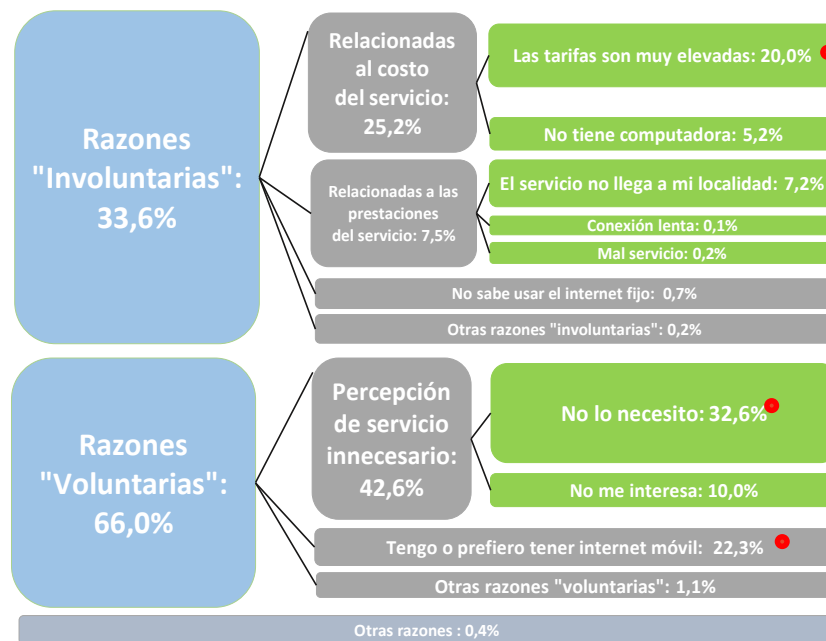 Razones
"Involuntarias":
33,6%
Relacionadas
al costo
del servicio:
25,2%
Las tarifas son muy elevadas: 20,0%
No tiene computadora: 5,2%
Relacionadas a las
prestaciones
del servicio: 7,5%
El servicio no llega a mi localidad: 7,2%
Conexión lenta: 0,1%
Mal servicio: 0,2%
No sabe usar el internet fijo: 0,7%
Otras razones "involuntarias": 0,2%
Razones
"Voluntarias":
66,0%
Percepción
de servicio
innecesario:
42,6%
No lo necesito: 32,6%
No me interesa: 10,0%
Tengo o prefiero tener internet móvil: 22,3%
Otras razones "voluntarias": 1,1%
Otras razones : 0,4%